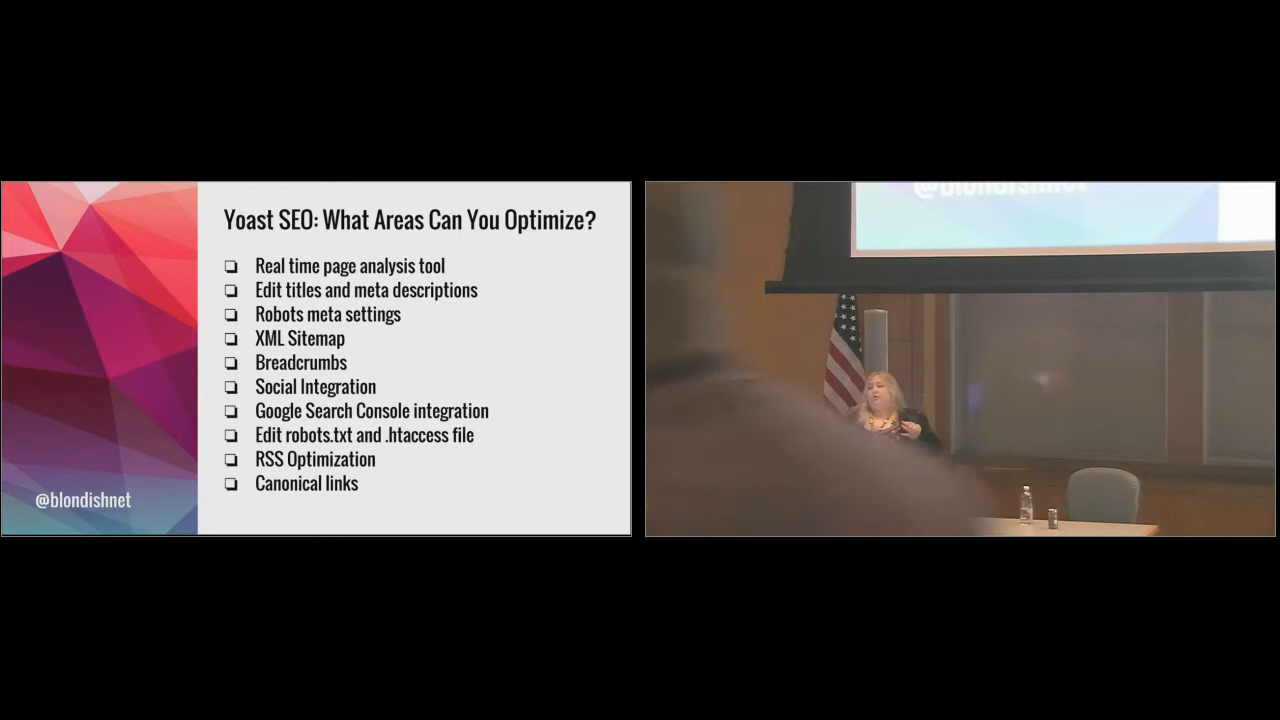 Yoast SEO: What Areas Can You Optimize?
Real time page analysis tool
Edit titles and meta descriptions
Robots meta settings
XML Sitemap
Breadcrumbs
Social Integration
Google Search Console integration
Edit robots.txt and .htaccess file
RSS Optimization
Canonical links
@blondishnet
@blondishnet